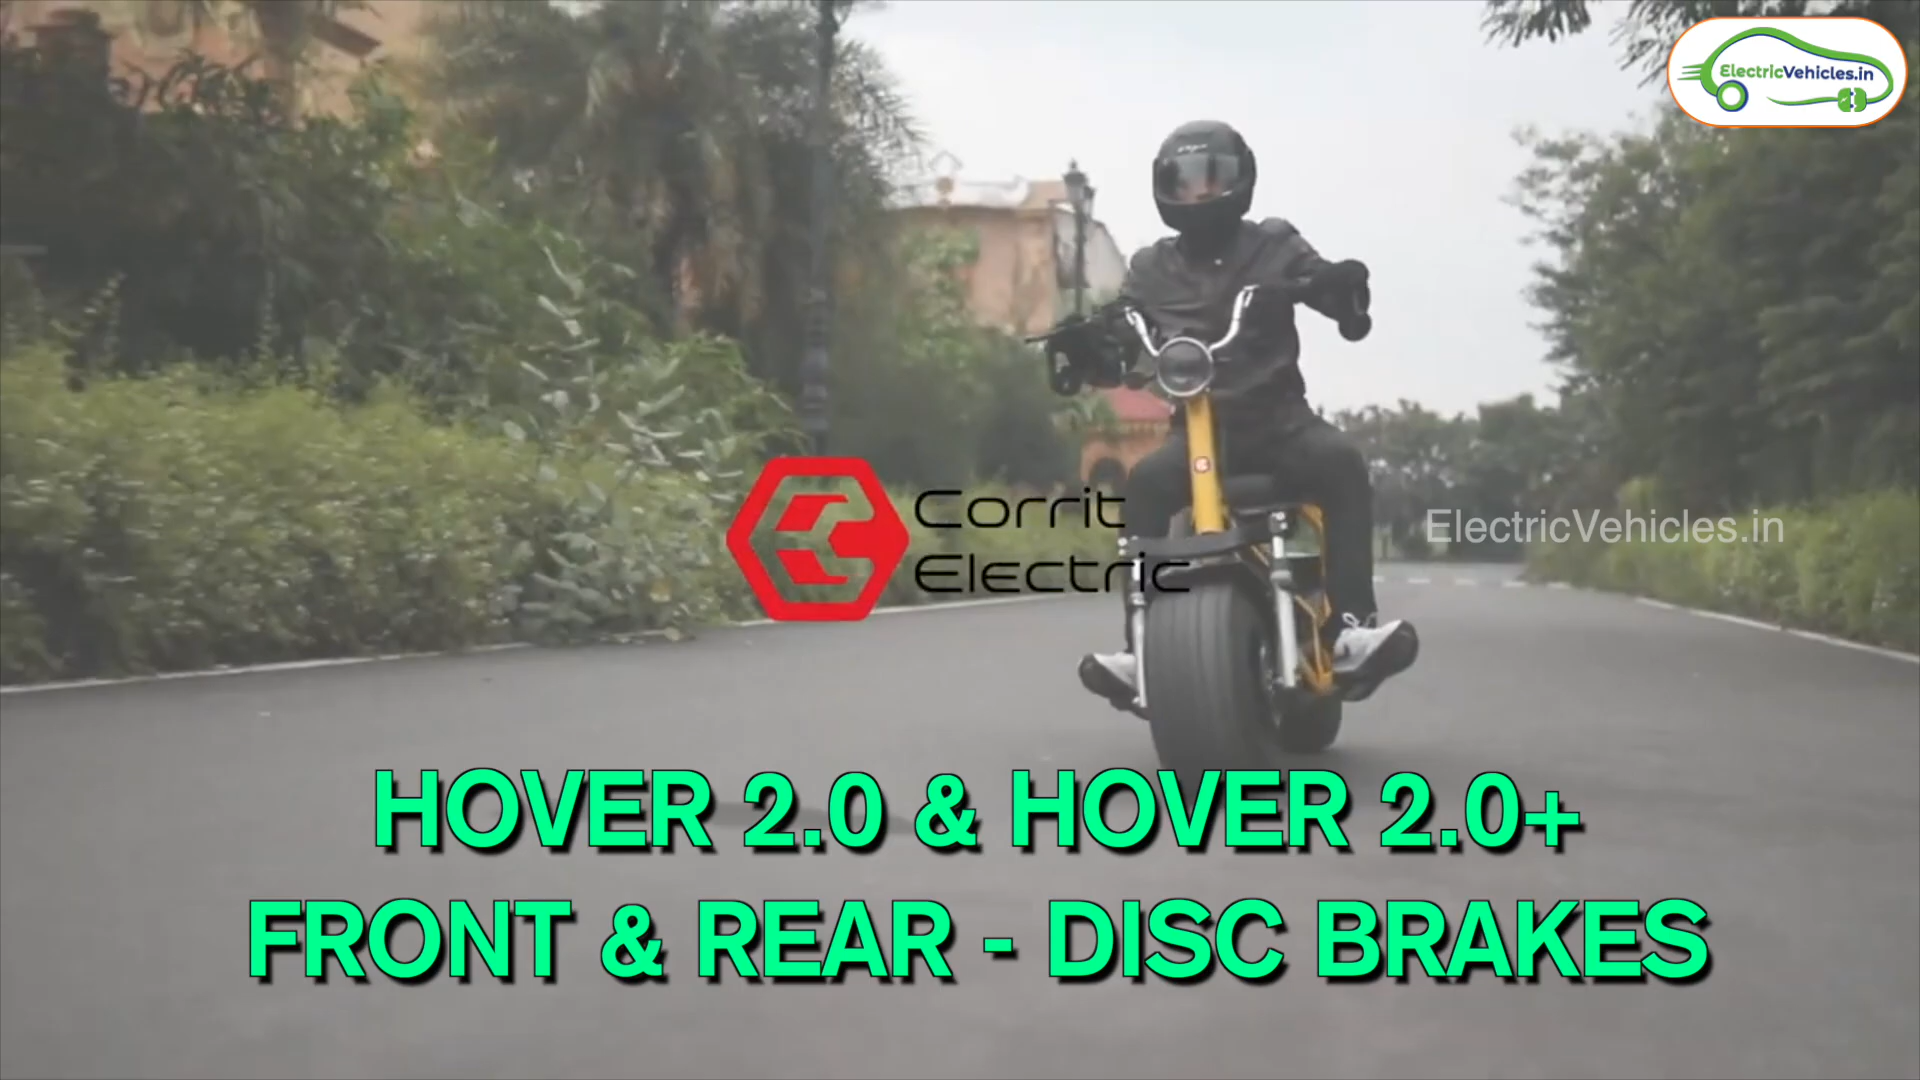 ElectricVehicles.in
Corrit
Electric
ElectricVehicles.in
HOVER 2.0 & HOVER 2.0+
FRONT & REAR - DISC BRAKES